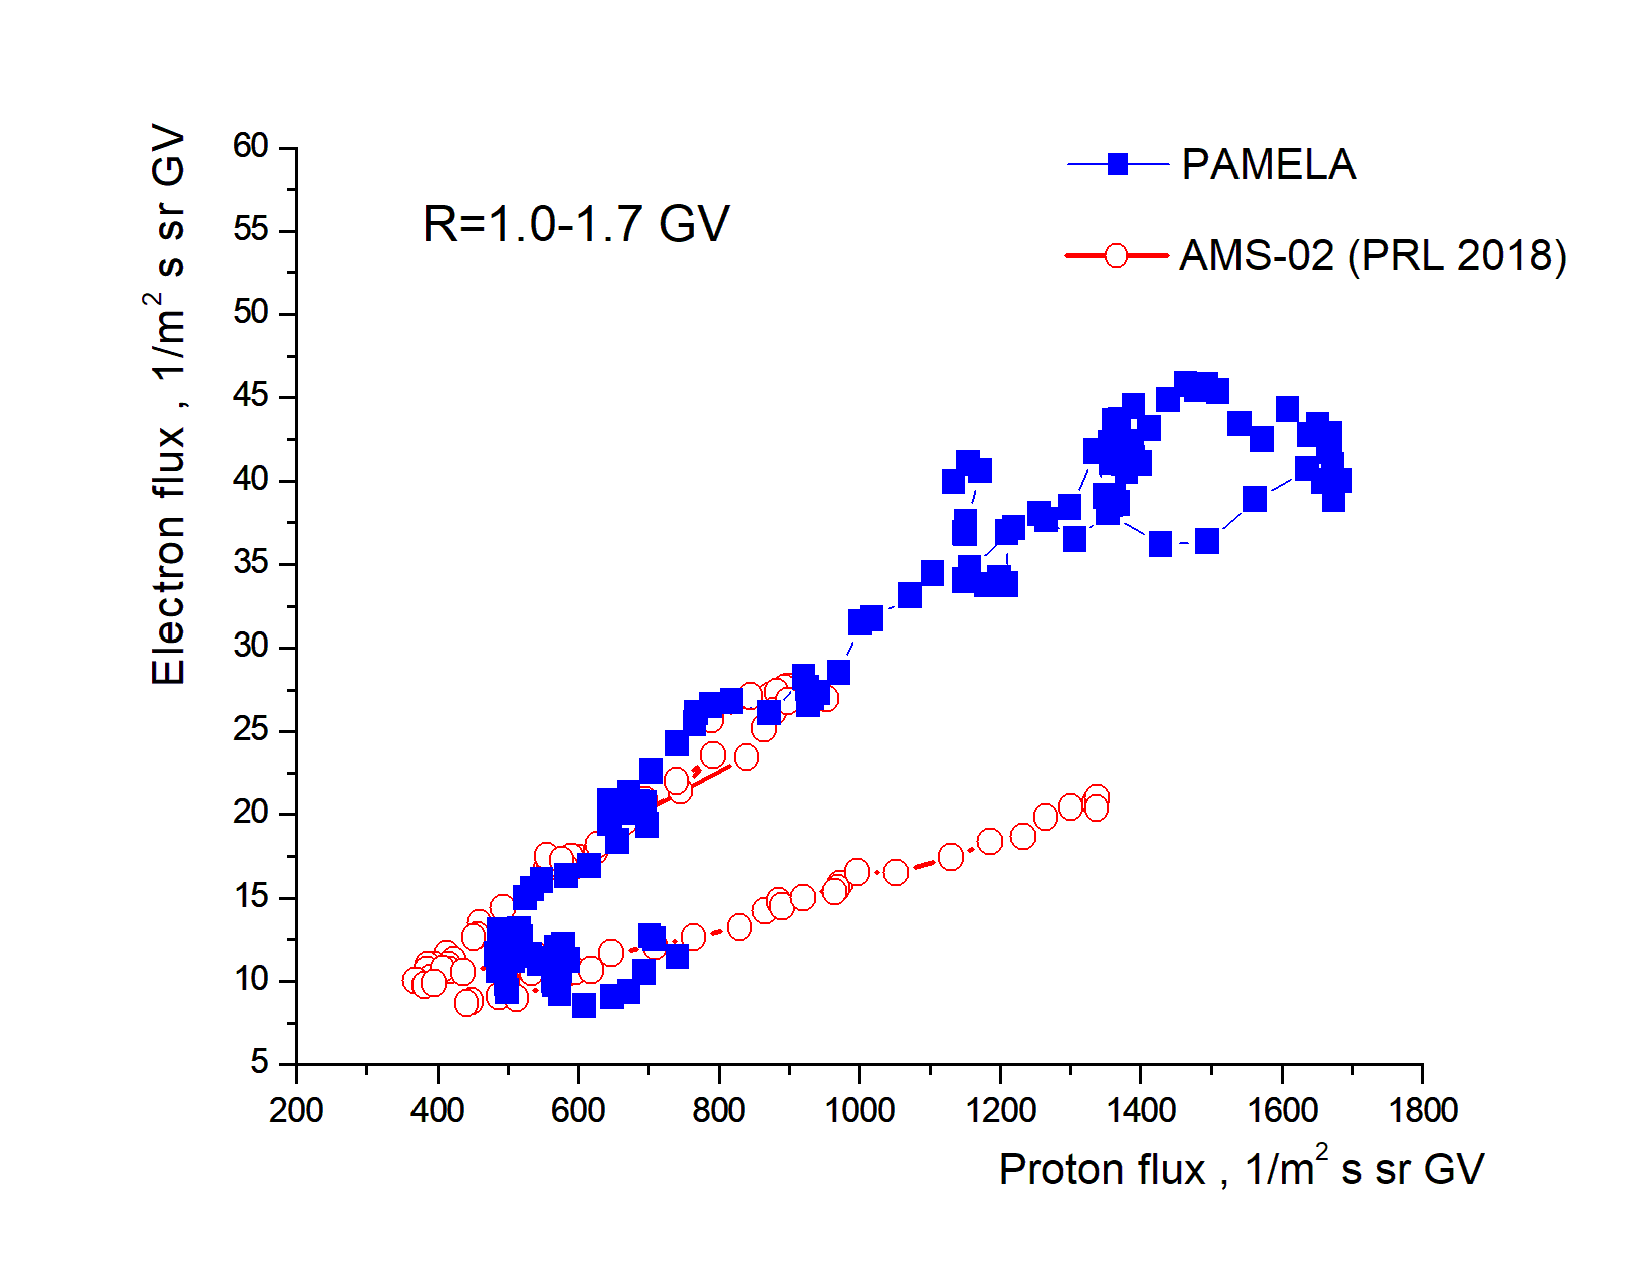 PAMELA
AMS-02 (PRL 2018)
R=1.0-1.7 GV
Electron flux , 1/m² s sr GV
60
55
50
45
40
35
30
25
20
15
10
5
200 400 600 800 1000 1200 1400 1600 1800
Proton flux , 1/m² s sr GV